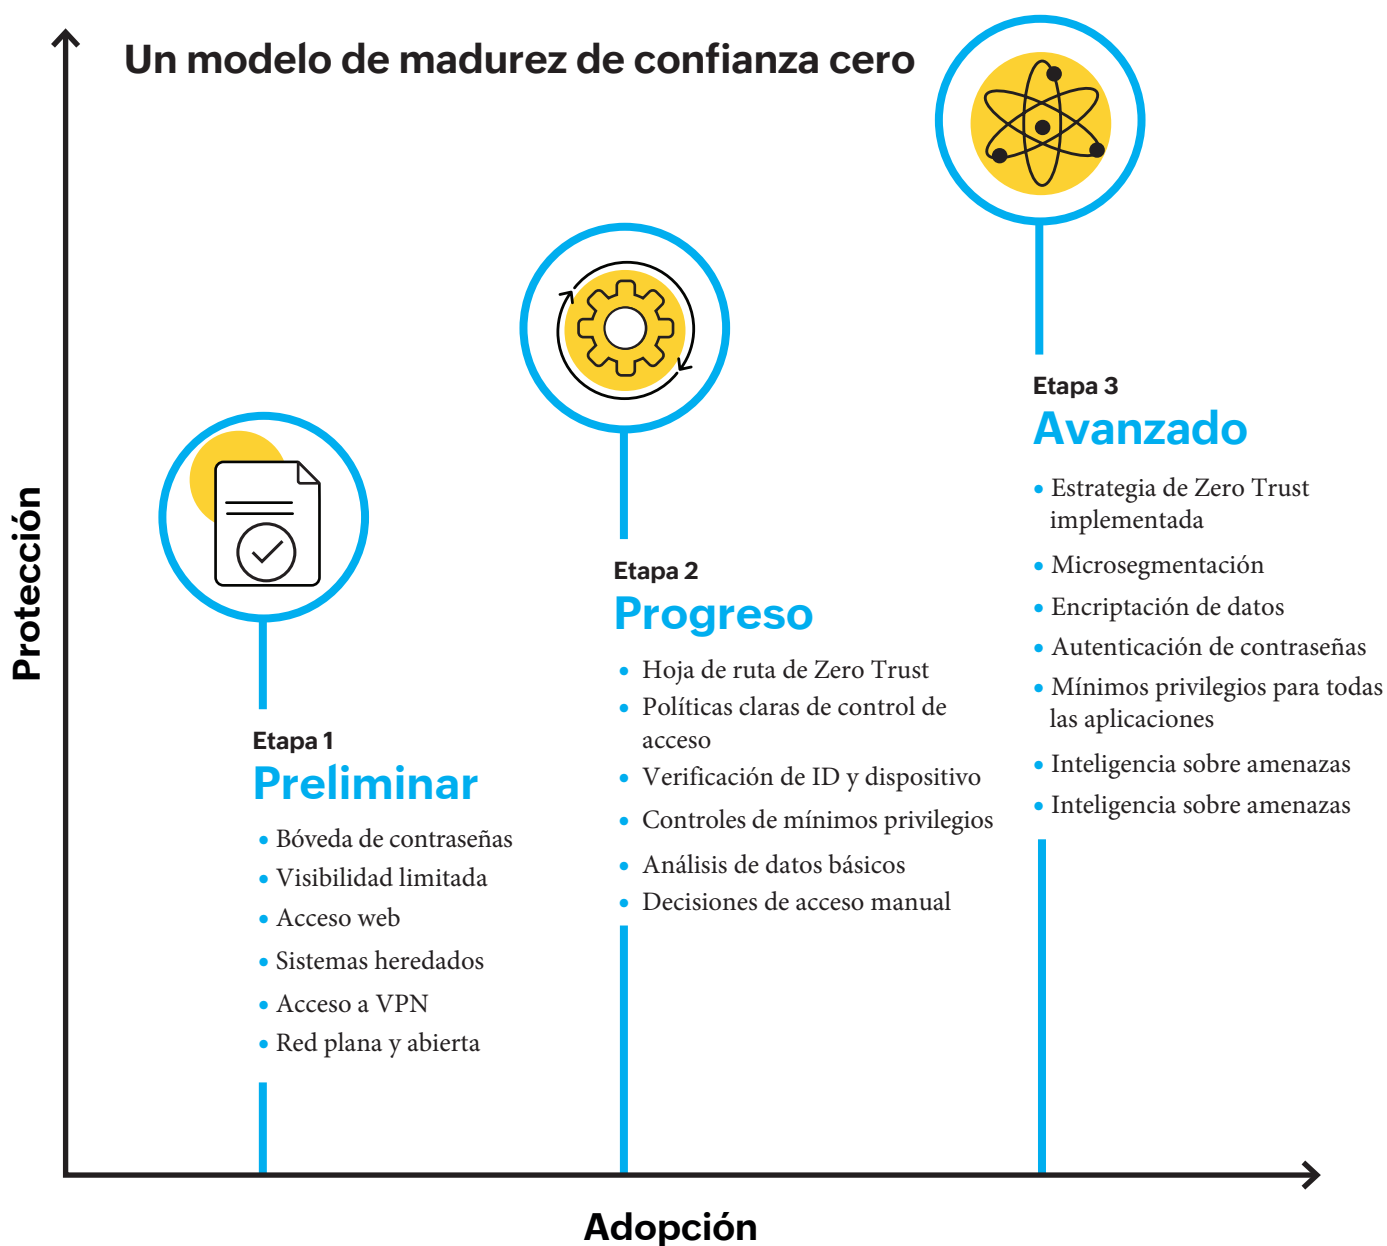 Un modelo de madurez de confianza cero
Protección
Etapa 1
Preliminar
• Bóveda de contraseñas
• Visibilidad limitada
• Acceso web
• Sistemas heredados
• Acceso a VPN
• Red plana y abierta
Etapa 2
Progreso
• Hoja de ruta de Zero Trust
• Políticas claras de control de
acceso
• Verificación de ID y dispositivo
• Controles de mínimos privilegios
• Análisis de datos básicos
• Decisiones de acceso manual
Etapa 3
Avanzado
• Estrategia de Zero Trust
implementada
• Microsegmentación
• Encriptación de datos
• Autenticación de contraseñas
• Mínimos privilegios para todas
las aplicaciones
• Inteligencia sobre amenazas
• Inteligencia sobre amenazas
Adopción